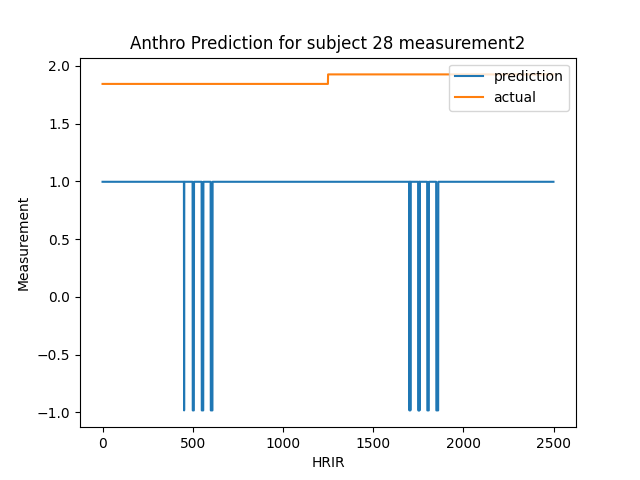 Anthro Prediction for subject 28 measurement2
prediction
actual
2.0
1.5
1.0
0.5
0.0
−0.5
−1.0
Measurement
0 500 1000 1500 2000 2500
HRIR